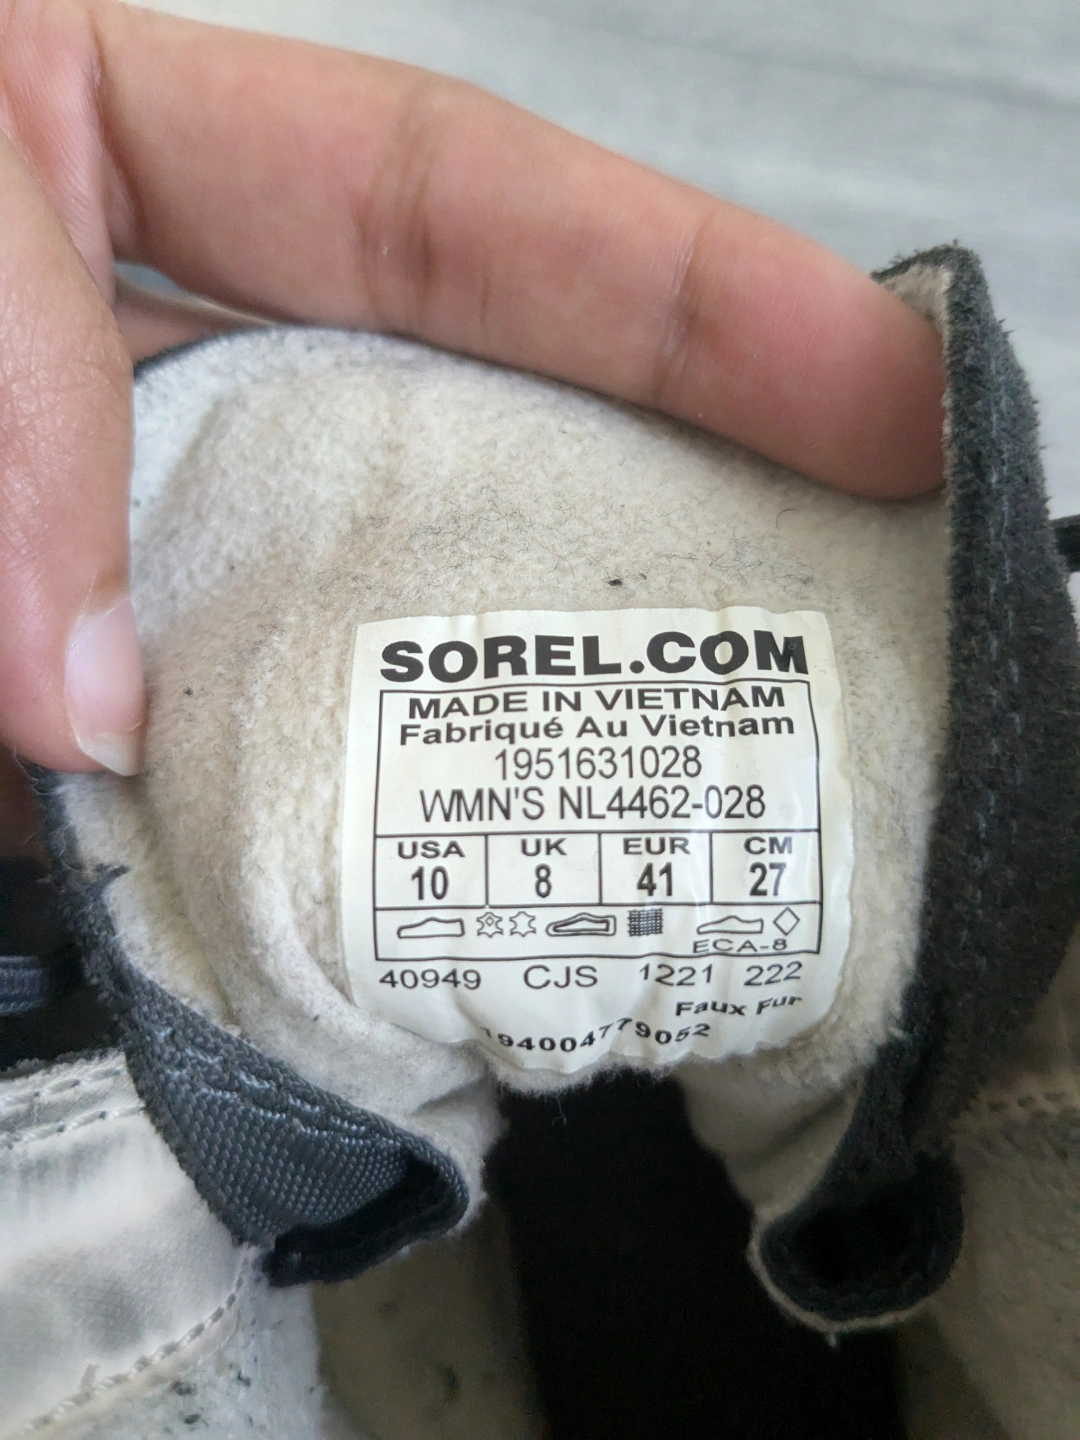 SOREL.COM
MADE IN VIETNAM
Fabriqué Au Vietnam
1951631028
WMN'S NL4462-028
USA UK EUR CM
10 8 41 27
ECA-8
40949 CJS 1221 222
Faux Fur
194004779052